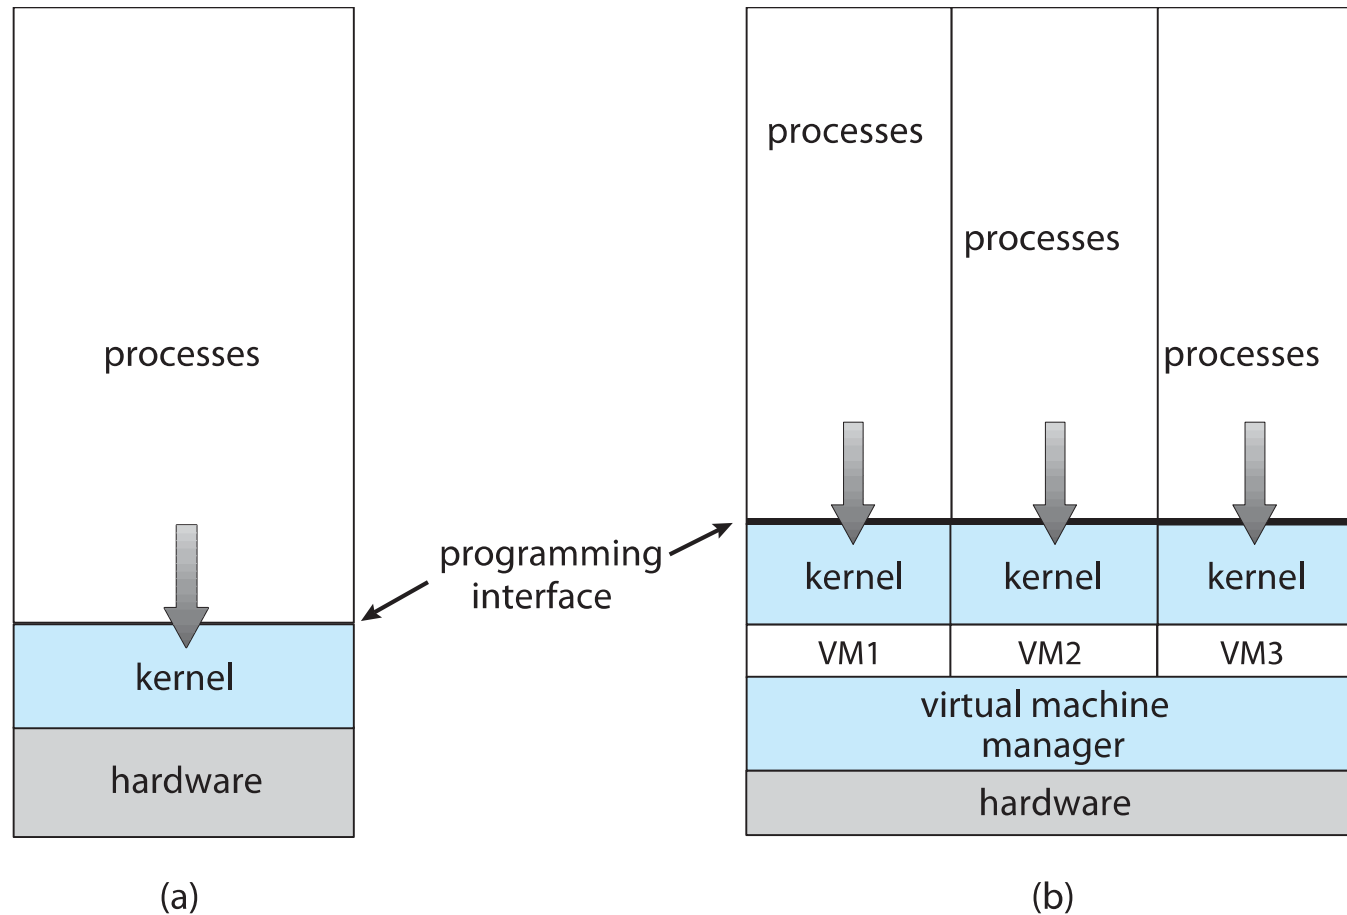 processes
kernel
hardware
(a)
programming
interface
processes
processes
processes
kernel
kernel
kernel
VM1
VM2
VM3
virtual machine
manager
hardware
(b)